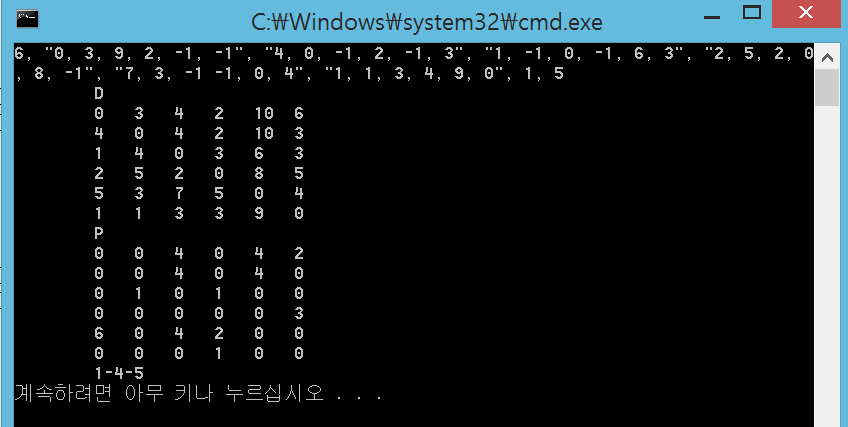 C:₩Windows₩system32₩cmd.exe
6, "0, 3, 9, 2, -1, -1", "4, 0, -1, 2, -1, 3", "1, -1, 0, -1, 6, 3", "2, 5, 2, 0
, 8, -1", "7, 3, -1 -1, 0, 4", "1, 1, 3, 4, 9, 0", 1, 5
D
0 3 4 2 10 6
4 0 4 2 10 3
1 4 0 3 6 3
2 5 2 0 8 5
5 3 7 5 0 4
1 1 3 3 9 0
P
0 0 4 0 4 2
0 0 4 0 4 0
0 1 0 1 0 0
0 0 0 0 0 3
6 0 4 2 0 0
0 0 0 1 0 0
1-4-5
계속하려면 아무 키나 누르십시오 . . .